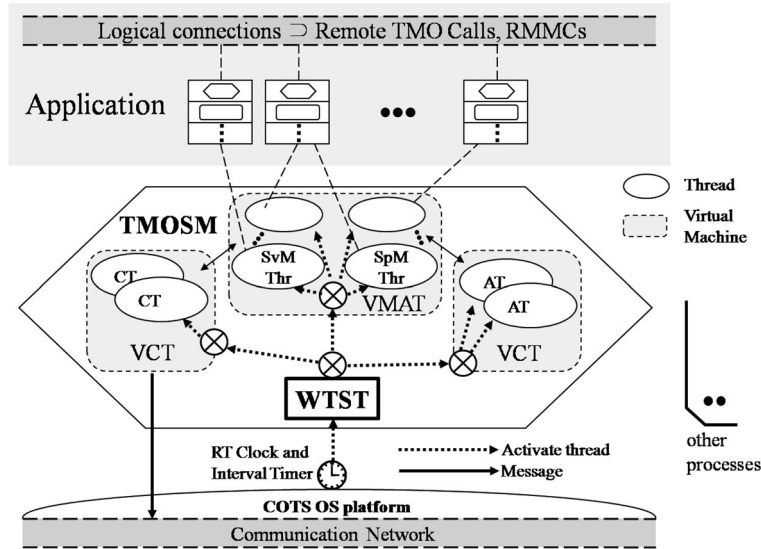 Logical connections ⊃ Remote TMO Calls, RMMCs
Application
Thread
Virtual
Machine
TMOSM
SvM
Thr
SpM
Thr
CT
CT
AT
AT
VMAT
VCT
VCT
WTST
RT Clock and
Interval Timer
Activate thread
Message
other
processes
COTS OS platform
Communication Network